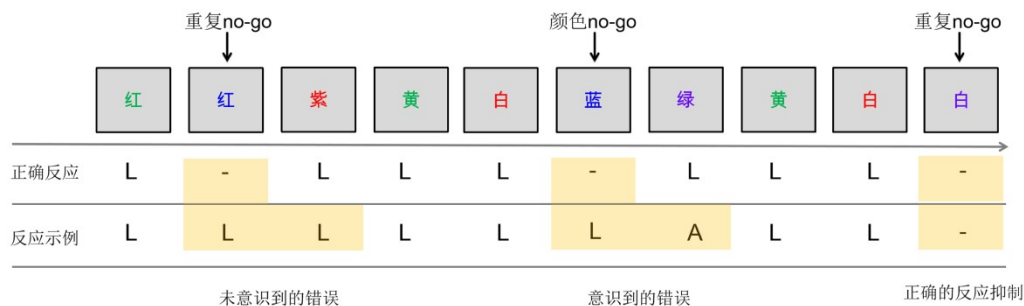 重复no-go 颜色no-go 重复no-go
红 红 紫 黄 白 蓝 绿 黄 白 白
正确反应 L - L L L - L L L -
反应示例 L L L L L L A L L -
未意识到的错误 意识到的错误 正确的反应抑制